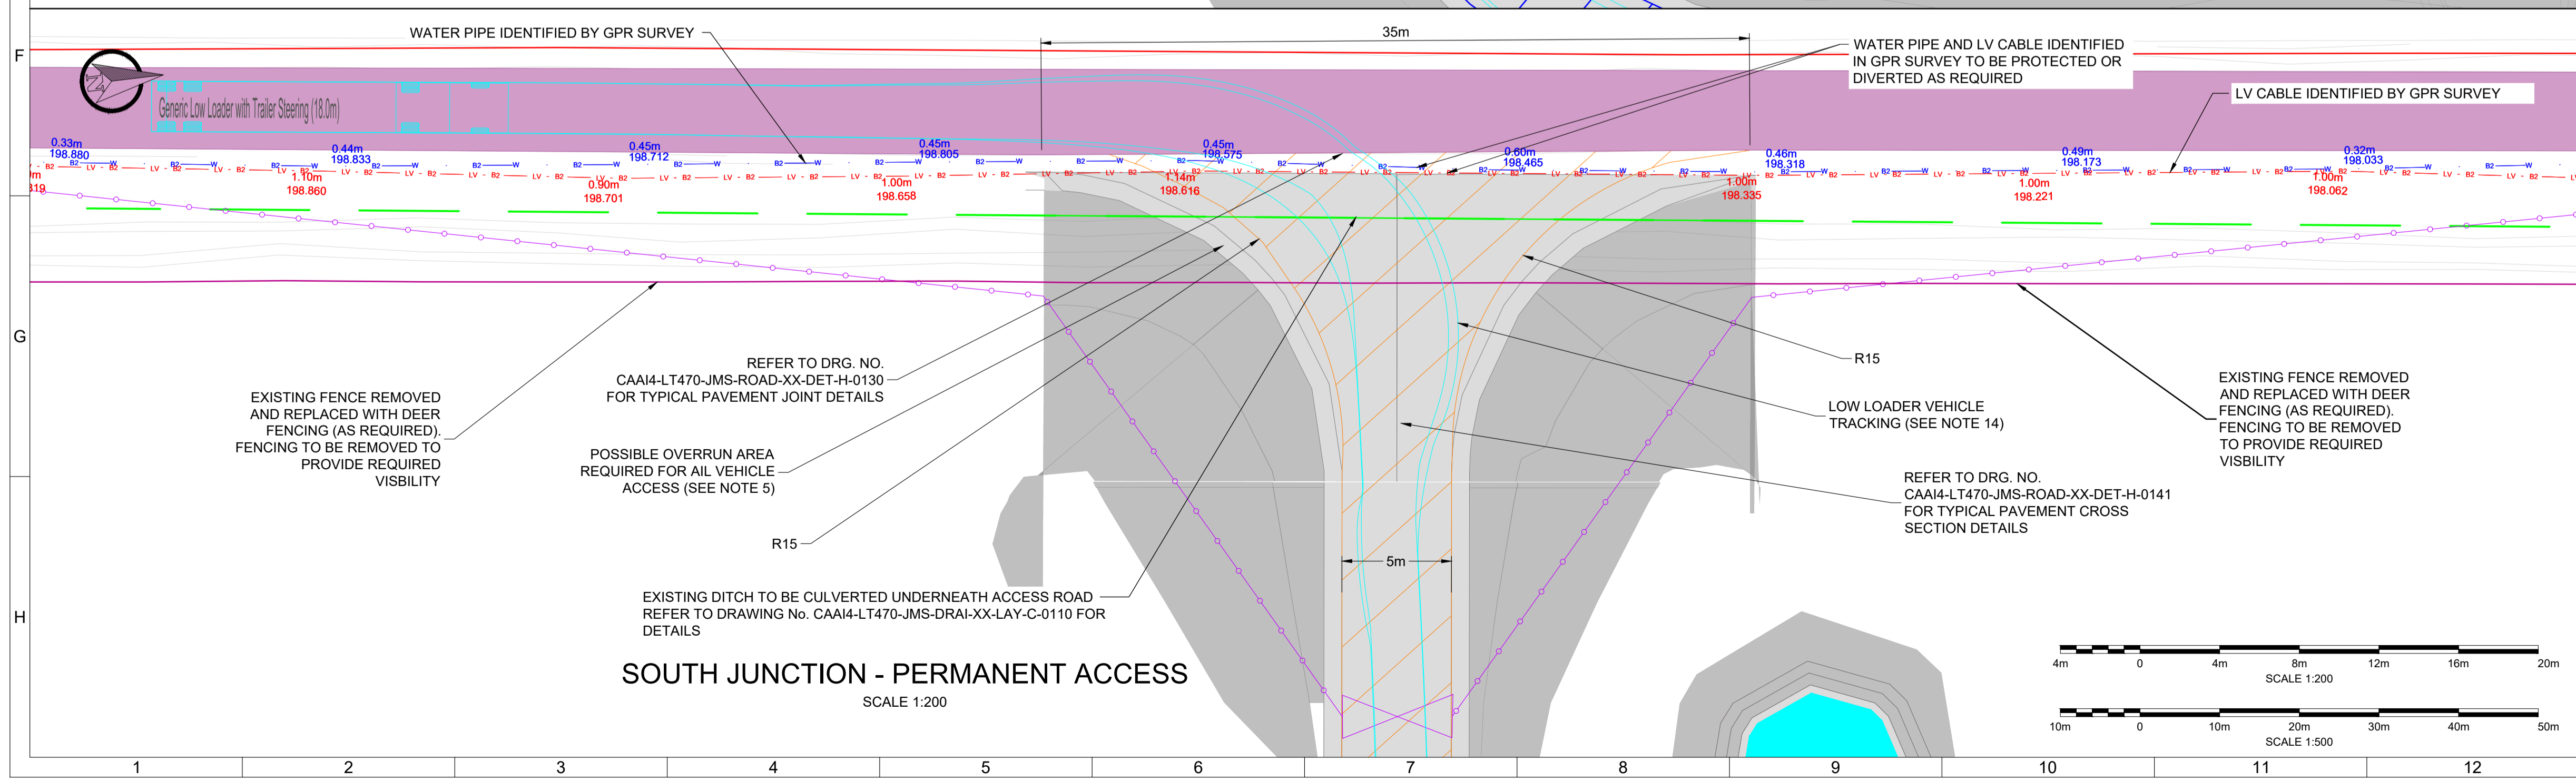 F
WATER PIPE IDENTIFIED BY GPR SURVEY
35m
WATER PIPE AND LV CABLE IDENTIFIED
IN GPR SURVEY TO BE PROTECTED OR
DIVERTED AS REQUIRED
LV CABLE IDENTIFIED BY GPR SURVEY
N
Generic Low Loader with Trailer Steering (18.0m)
0.33m
198.880
0.44m
198.833
0.45m
198.712
0.45m
198.805
0.45m
198.575
0.60m
198.465
0.46m
198.318
0.49m
198.173
0.32m
198.033
1.10m
198.860
0.90m
198.701
1.00m
198.658
1.14m
198.616
1.00m
198.335
1.00m
198.221
1.00m
198.062
G
REFER TO DRG. NO.
CAAI4-LT470-JMS-ROAD-XX-DET-H-0130
FOR TYPICAL PAVEMENT JOINT DETAILS
R15
EXISTING FENCE REMOVED
AND REPLACED WITH DEER
FENCING (AS REQUIRED).
FENCING TO BE REMOVED TO
PROVIDE REQUIRED
VISBILITY
LOW LOADER VEHICLE
TRACKING (SEE NOTE 14)
EXISTING FENCE REMOVED
AND REPLACED WITH DEER
FENCING (AS REQUIRED).
FENCING TO BE REMOVED
TO PROVIDE REQUIRED
VISBILITY
POSSIBLE OVERRUN AREA
REQUIRED FOR AIL VEHICLE
ACCESS (SEE NOTE 5)
REFER TO DRG. NO.
CAAI4-LT470-JMS-ROAD-XX-DET-H-0141
FOR TYPICAL PAVEMENT CROSS
SECTION DETAILS
R15
5m
H
EXISTING DITCH TO BE CULVERTED UNDERNEATH ACCESS ROAD
REFER TO DRAWING No. CAAI4-LT470-JMS-DRAI-XX-LAY-C-0110 FOR
DETAILS
SOUTH JUNCTION - PERMANENT ACCESS
SCALE 1:200
4m 0 4m 8m 12m 16m 20m
SCALE 1:200
10m 0 10m 20m 30m 40m 50m
SCALE 1:500
1 2 3 4 5 6 7 8 9 10 11 12